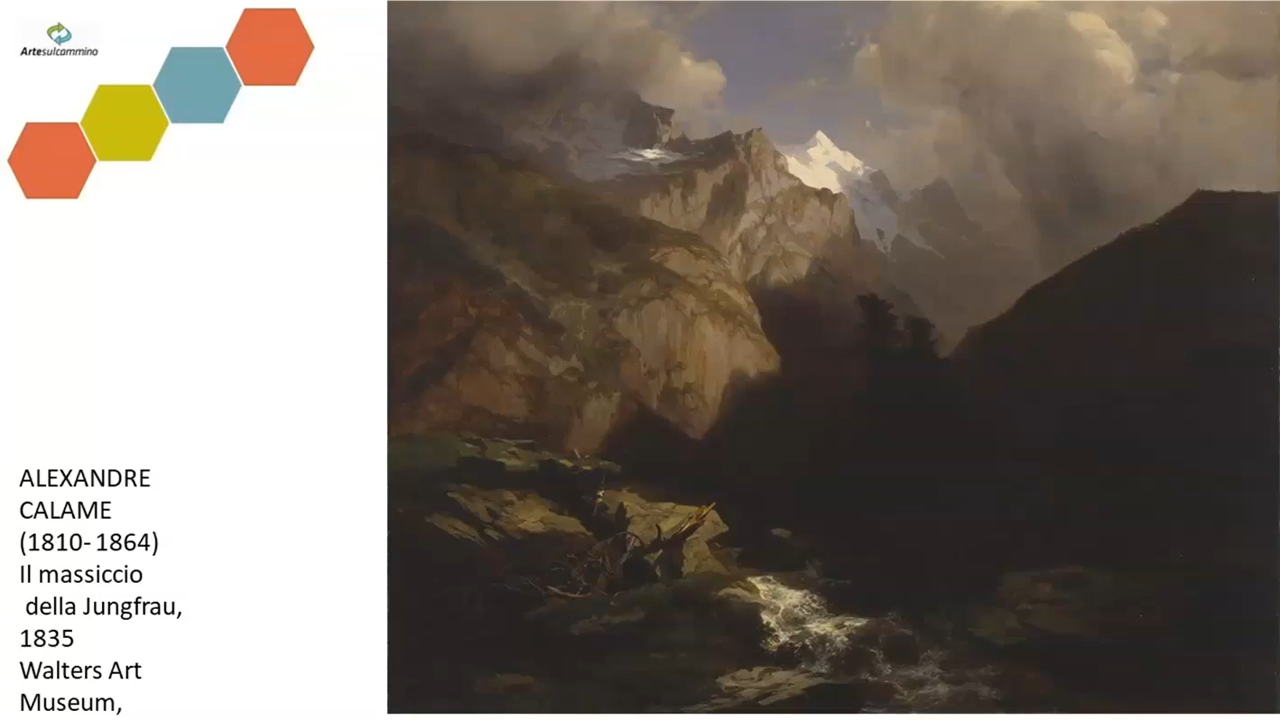 Artesulcammino
ALEXANDRE
CALAME
(1810-1864)
Il massiccio
della Jungfrau,
1835
Walters Art
Museum,